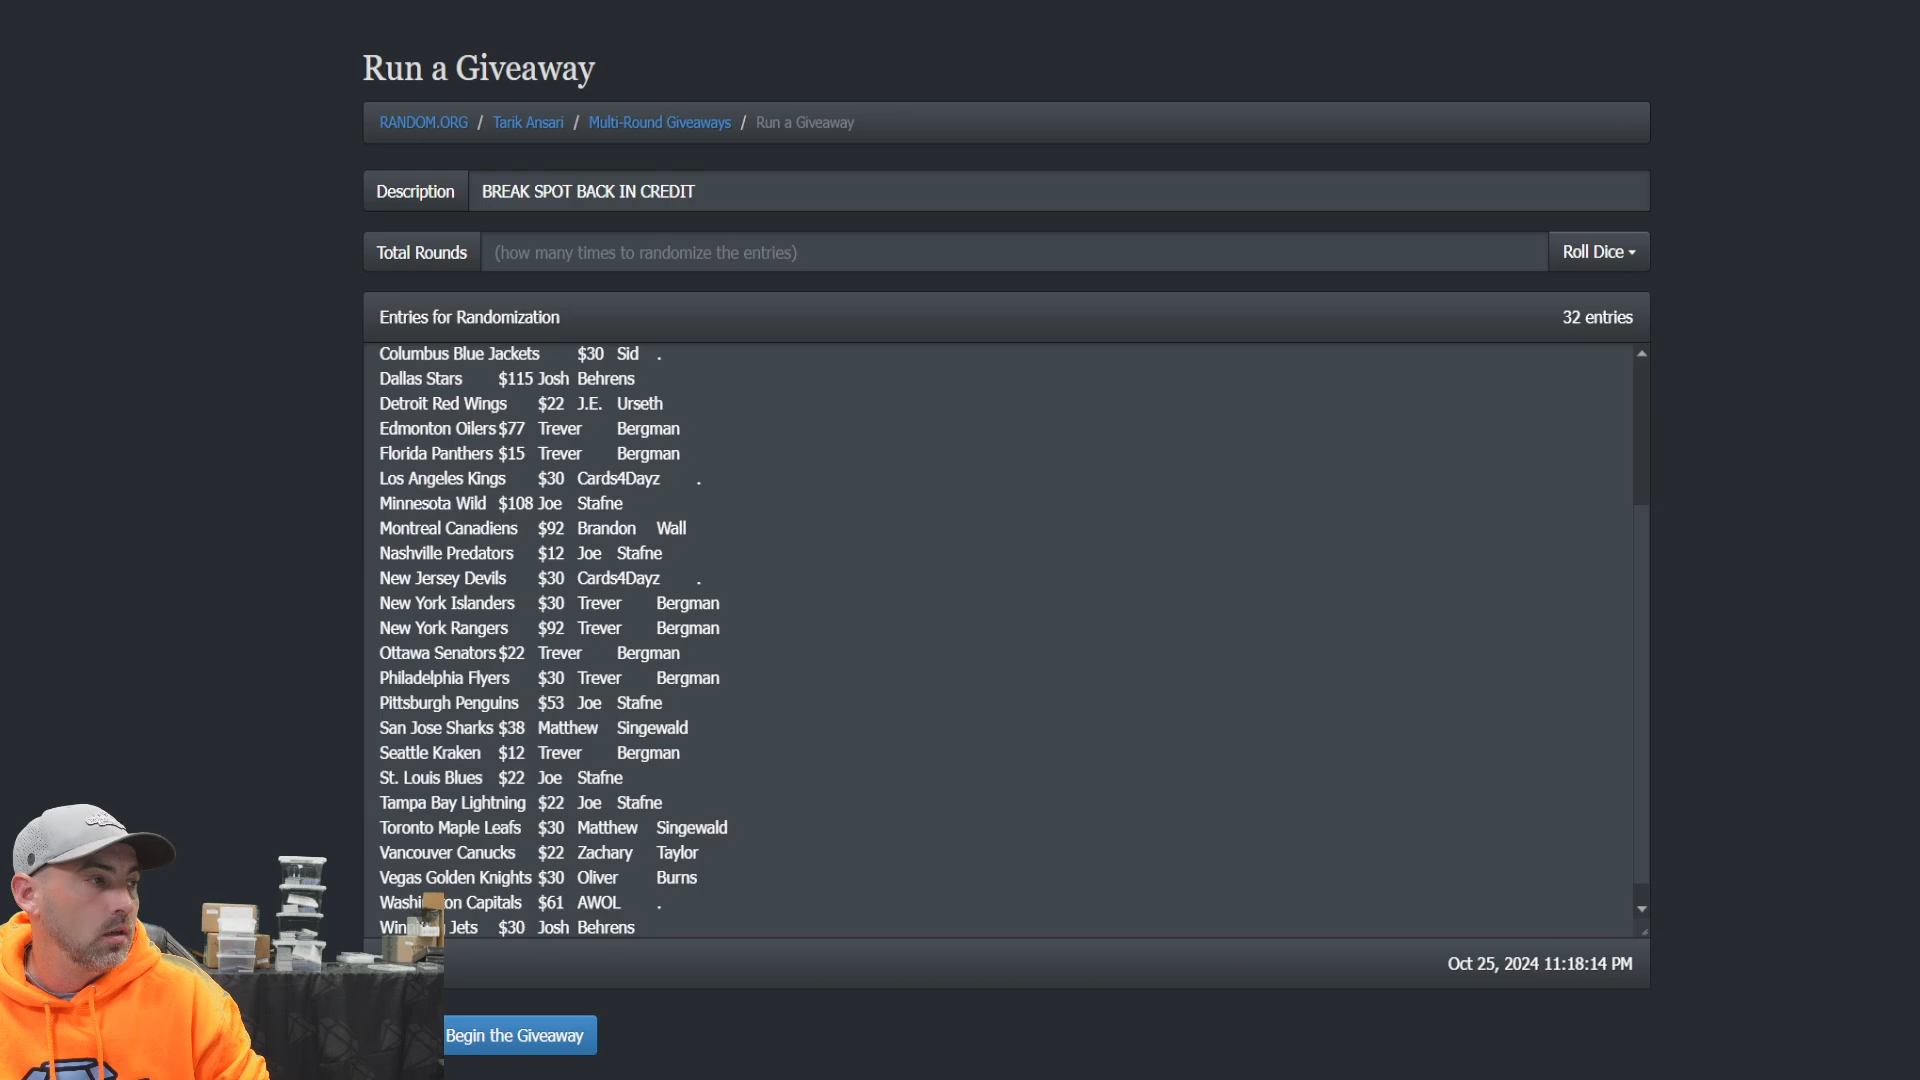 Run a Giveaway
RANDOM.ORG / Tarik Ansari / Multi-Round Giveaways / Run a Giveaway
Description BREAK SPOT BACK IN CREDIT
Total Rounds (how many times to randomize the entries) Roll Dice
Entries for Randomization 32 entries
Columbus Blue Jackets $30 Sid .
Dallas Stars $115 Josh Behrens
Detroit Red Wings $22 J.E. Urseth
Edmonton Oilers $77 Trever Bergman
Florida Panthers $15 Trever Bergman
Los Angeles Kings $30 Cards4Dayz .
Minnesota Wild $108 Joe Stafne
Montreal Canadiens $92 Brandon Wall
Nashville Predators $12 Joe Stafne
New Jersey Devils $30 Cards4Dayz .
New York Islanders $30 Trever Bergman
New York Rangers $92 Trever Bergman
Ottawa Senators $22 Trever Bergman
Philadelphia Flyers $30 Trever Bergman
Pittsburgh Penguins $53 Joe Stafne
San Jose Sharks $38 Matthew Singewald
Seattle Kraken $12 Trever Bergman
St. Louis Blues $22 Joe Stafne
Tampa Bay Lightning $22 Joe Stafne
Toronto Maple Leafs $30 Matthew Singewald
Vancouver Canucks $22 Zachary Taylor
Vegas Golden Knights $30 Oliver Burns
Capitals $61 AWOL .
Jets $30 Josh Behrens
Oct 25, 2024 11:18:14 PM
Begin the Giveaway